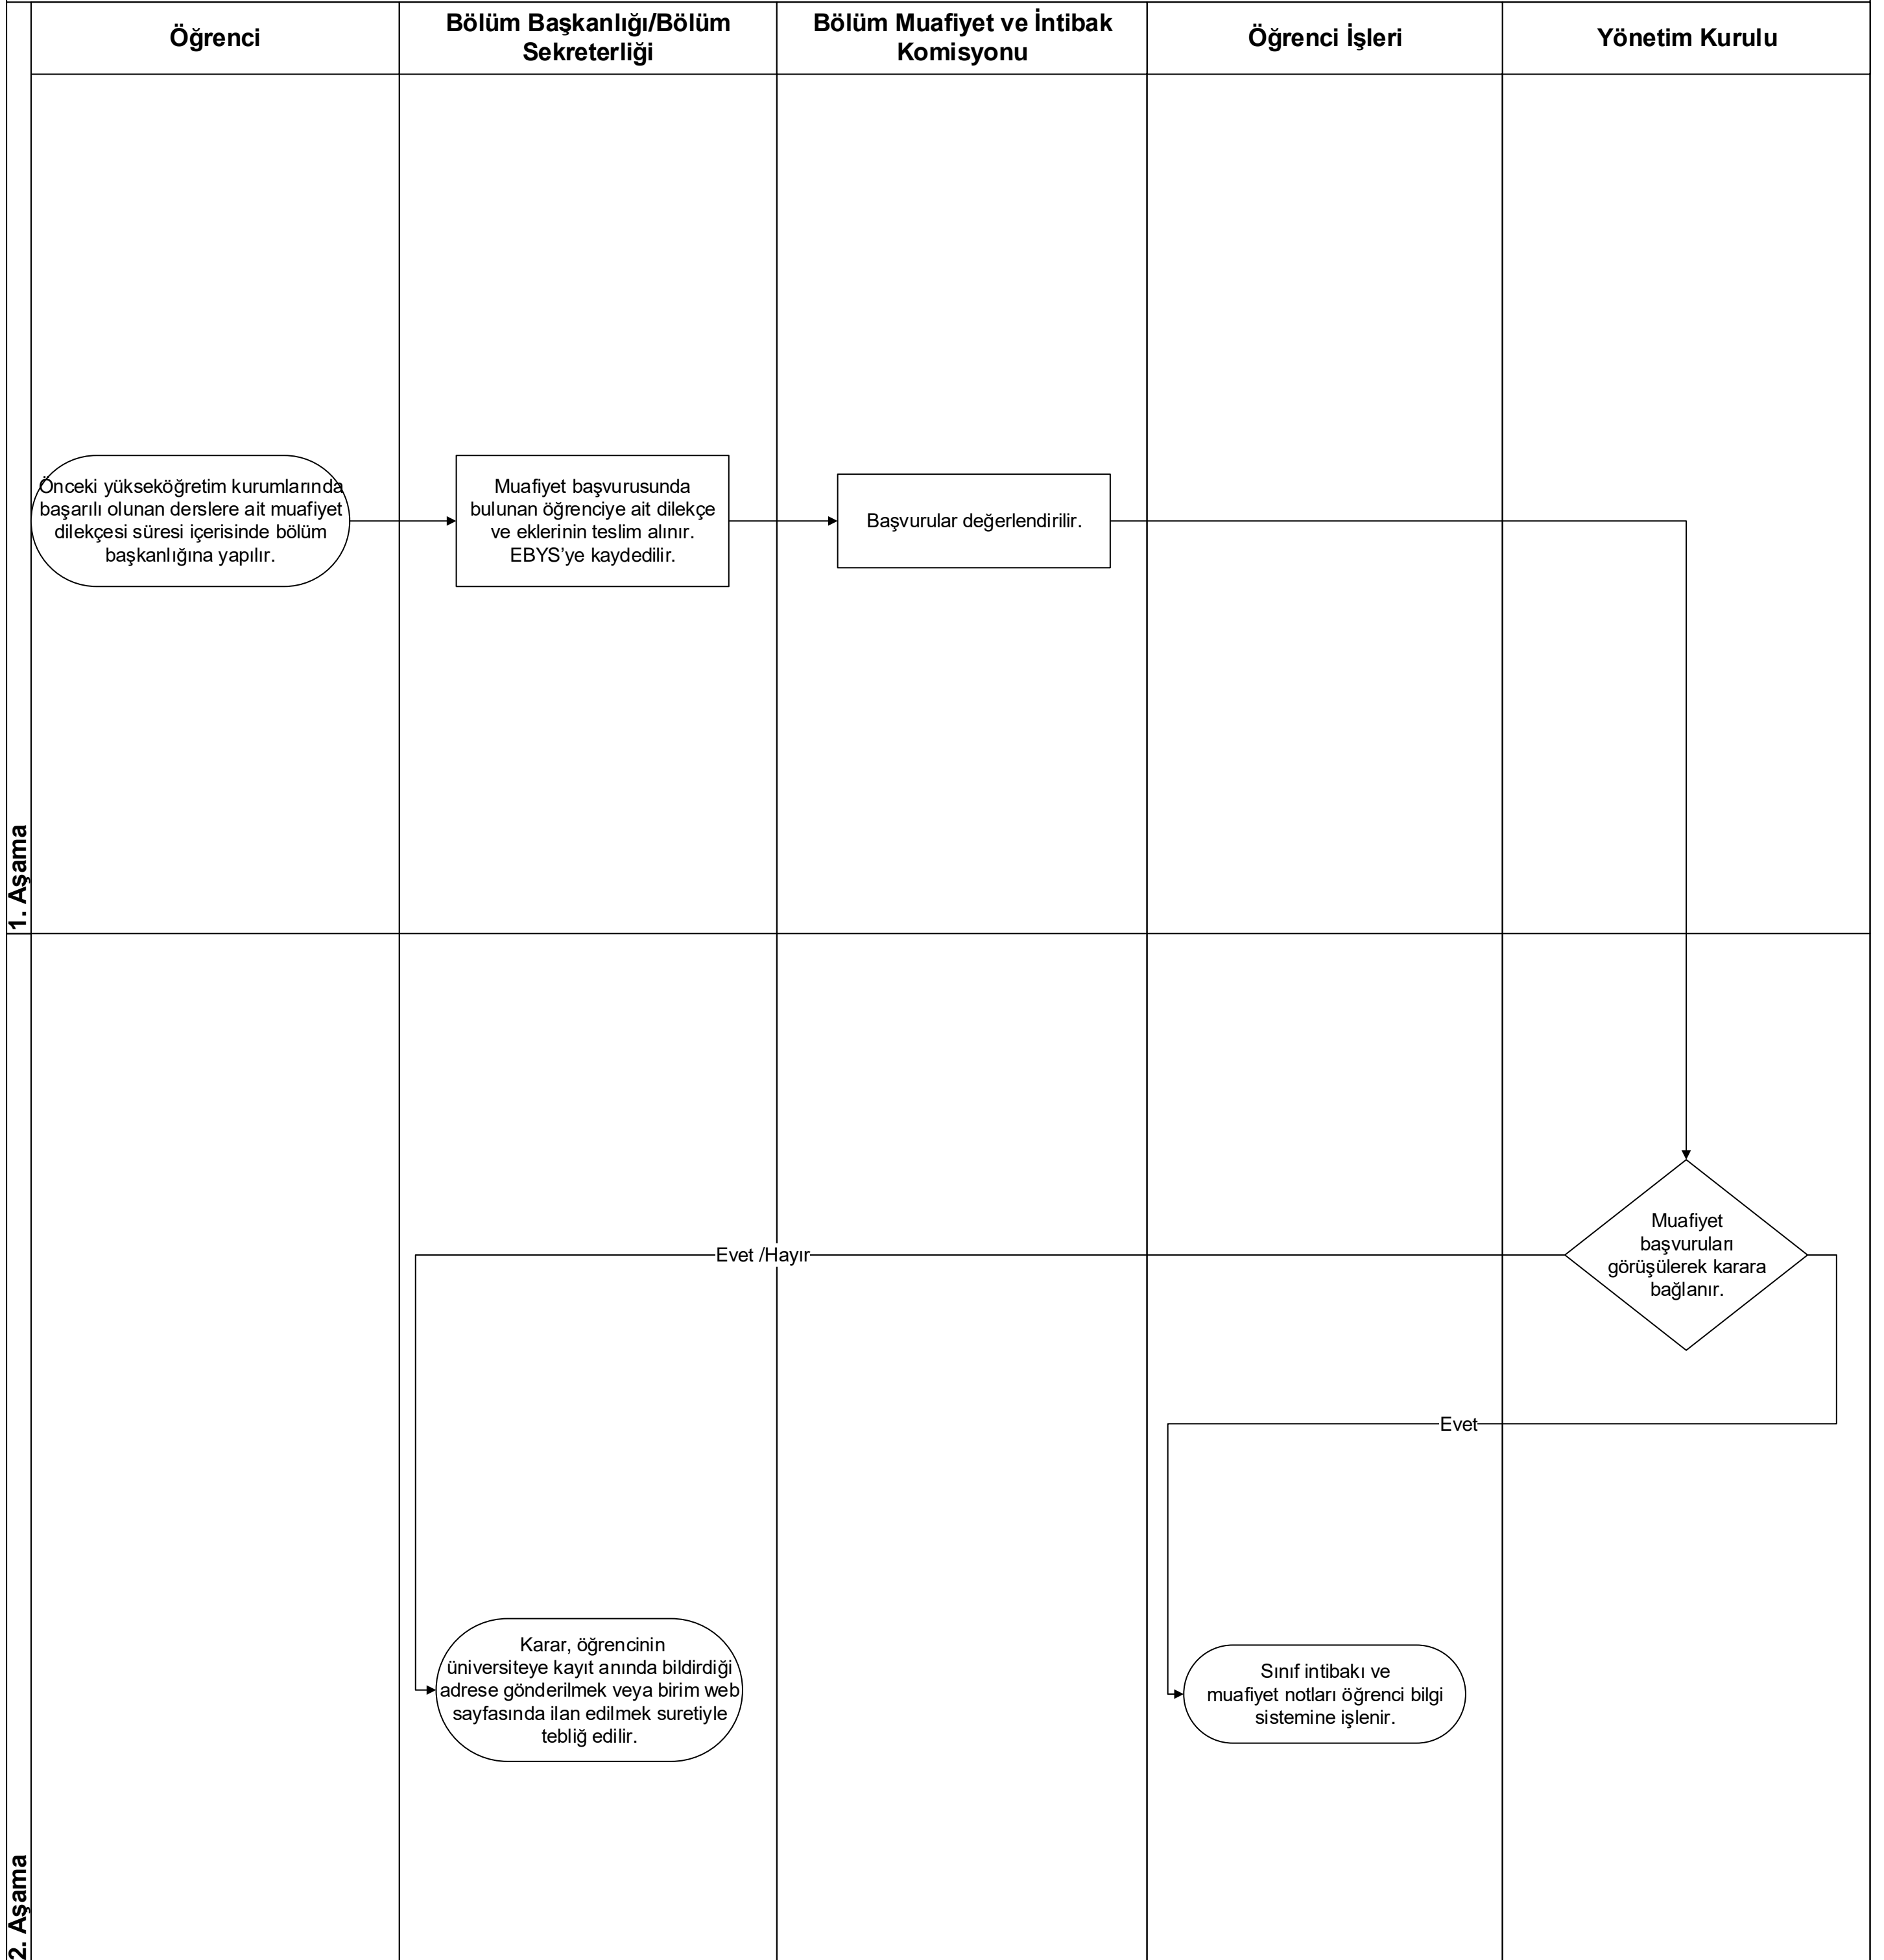 Öğrenci
Bölüm Başkanlığı/Bölüm
Sekreterliği
Bölüm Muafiyet ve İntibak
Komisyonu
Öğrenci İşleri
Yönetim Kurulu
1. Aşama
Önceki yükseköğretim kurumlarında
başarılı olunan derslere ait muafiyet
dilekçesi süresi içerisinde bölüm
başkanlığına yapılır.
Muafiyet başvurusunda
bulunan öğrenciye ait dilekçe
ve eklerinin teslim alınır.
EBYS’ye kaydedilir.
Başvurular değerlendirilir.
2. Aşama
Muafiyet
başvuruları
görüşülerek karara
bağlanır.
Evet /Hayır
Evet
Karar, öğrencinin
üniversiteye kayıt anında bildirdiği
adrese gönderilmek veya birim web
sayfasında ilan edilmek suretiyle
tebliğ edilir.
Sınıf intibakı ve
muafiyet notları öğrenci bilgi
sistemine işlenir.